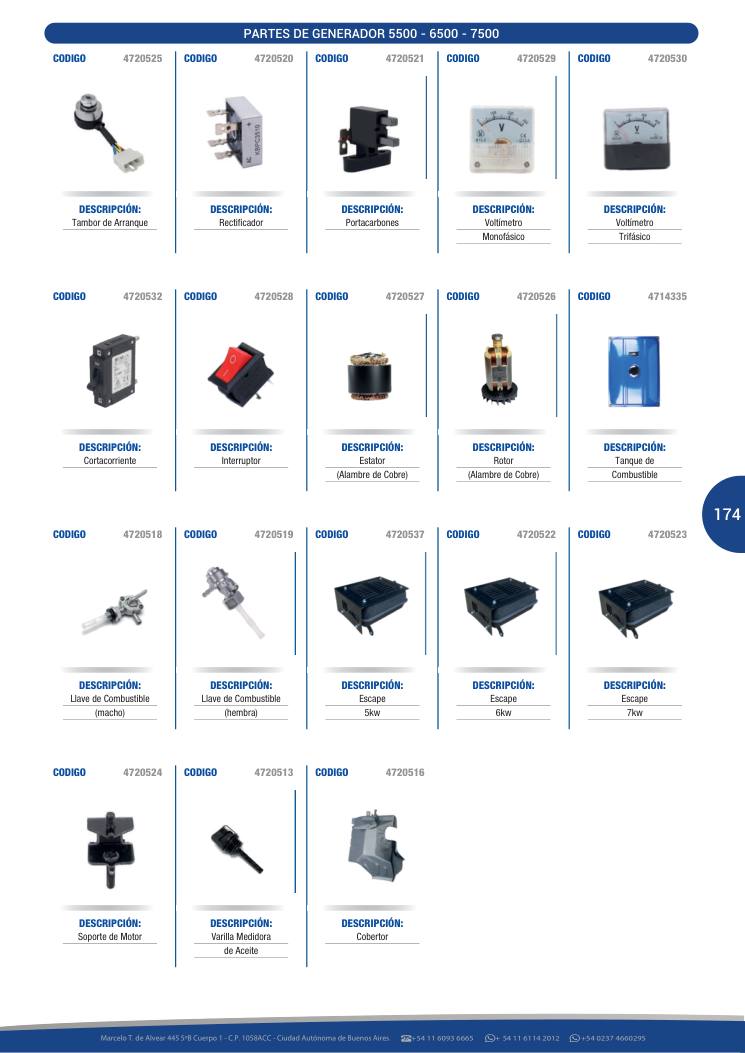 PARTES DE GENERADOR 5500 - 6500 - 7500
CODIGO 4720525
CODIGO 4720520
CODIGO 4720521
CODIGO 4720529
CODIGO 4720530
KBPC3510
AC
+
V
V
DESCRIPCIÓN:
Tambor de Arranque
DESCRIPCIÓN:
Rectificador
DESCRIPCIÓN:
Portacarbones
DESCRIPCIÓN:
Voltímetro
Monofásico
DESCRIPCIÓN:
Voltímetro
Trifásico
CODIGO 4720532
CODIGO 4720528
CODIGO 4720527
CODIGO 4720526
CODIGO 4714335
DESCRIPCIÓN:
Cortacorriente
DESCRIPCIÓN:
Interruptor
DESCRIPCIÓN:
Estator
(Alambre de Cobre)
DESCRIPCIÓN:
Rotor
(Alambre de Cobre)
DESCRIPCIÓN:
Tanque de
Combustible
174
CODIGO 4720518
CODIGO 4720519
CODIGO 4720537
CODIGO 4720522
CODIGO 4720523
DESCRIPCIÓN:
Llave de Combustible
(macho)
DESCRIPCIÓN:
Llave de Combustible
(hembra)
DESCRIPCIÓN:
Escape
5kw
DESCRIPCIÓN:
Escape
6kw
DESCRIPCIÓN:
Escape
7kw
CODIGO 4720524
CODIGO 4720513
CODIGO 4720516
DESCRIPCIÓN:
Soporte de Motor
DESCRIPCIÓN:
Varilla Medidora
de Aceite
DESCRIPCIÓN:
Cobertor
Marcelo T. de Alvear 445 5ºB Cuerpo 1 - C.P. 1058ACC - Ciudad Autónoma de Buenos Aires +54 11 6093 6665 + 54 11 6114 2012 +54 0237 4660295